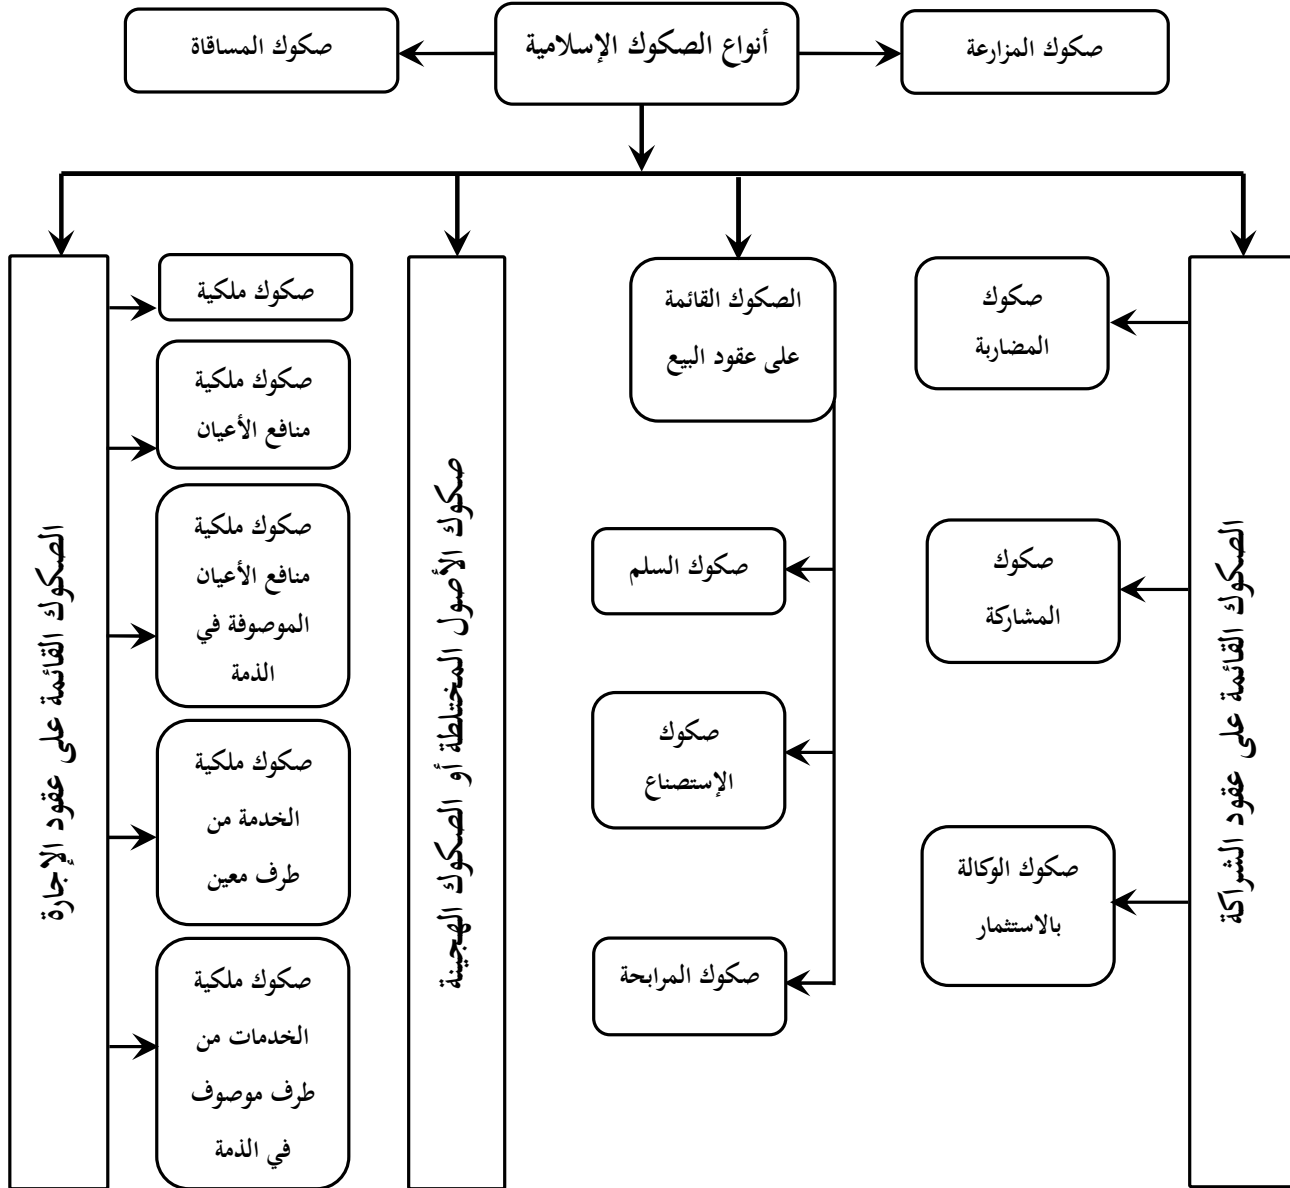 أنواع الصكوك الإسلامية
صكوك المزارعة
صكوك المساقاة
الصكوك القائمة على عقود الشراكة
صكوك
المضاربة
صكوك
المشاركة
صكوك الوكالة
بالاستثمار
الصكوك القائمة
على عقود البيع
صكوك السلم
صكوك
الإستصناع
صكوك المرابحة
صكوك الأصول المختلطة أو الصكوك الهجينة
الصكوك القائمة على عقود الإجارة
صكوك ملكية
صكوك ملكية
منافع الأعيان
صكوك ملكية
منافع الأعيان
الموصوفة في
الذمة
صكوك ملكية
الخدمة من
طرف معين
صكوك ملكية
الخدمات من
طرف موصوف
في الذمة